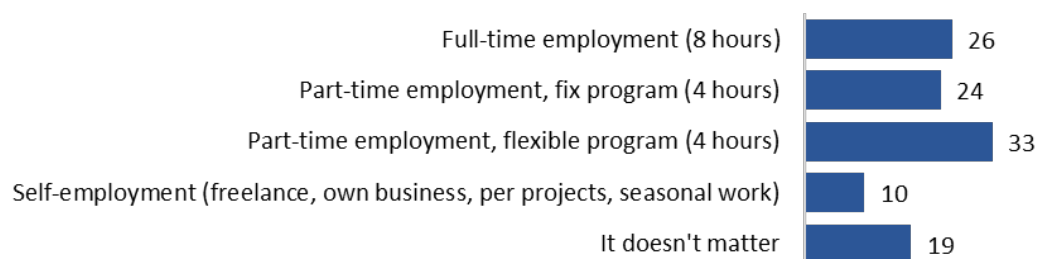 Full-time employment (8 hours) 26
Part-time employment, fix program (4 hours) 24
Part-time employment, flexible program (4 hours) 33
Self-employment (freelance, own business, per projects, seasonal work) 10
It doesn't matter 19